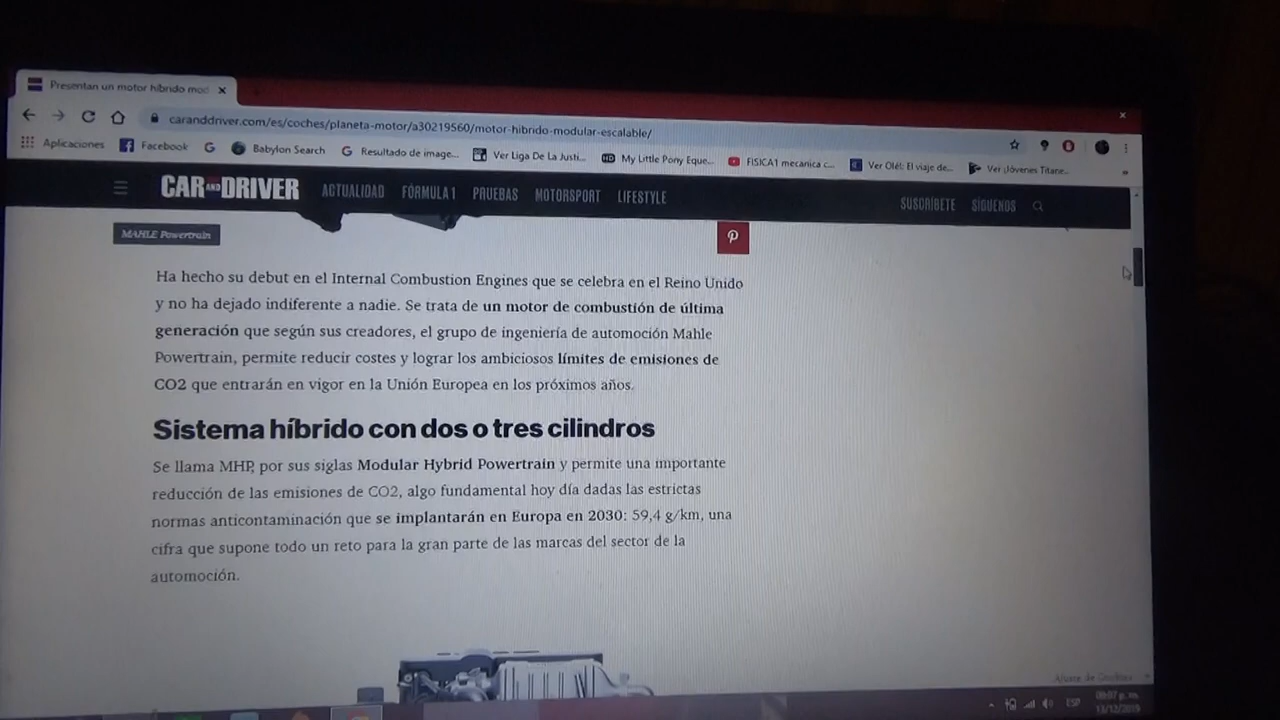 Presentan un motor híbrido mod
caranddriver.com/es/coches/planeta-motor/a30219560/motor-hibrido-modular-escalable/
Aplicaciones Facebook Babylon Search Resultado de image... Ver Liga De La Justi... My Little Pony Eque... FISICA1 mecanica c... Ver Olé!: El viaje de... Ver ¡Jóvenes Titane...
CAR AND DRIVER ACTUALIDAD FÓRMULA 1 PRUEBAS MOTORSPORT LIFESTYLE SUSCRÍBETE SÍGUENOS
MAHLE Powertrain
Ha hecho su debut en el Internal Combustion Engines que se celebra en el Reino Unido
y no ha dejado indiferente a nadie. Se trata de un motor de combustión de última
generación que según sus creadores, el grupo de ingeniería de automoción Mahle
Powertrain, permite reducir costes y lograr los ambiciosos límites de emisiones de
CO2 que entrarán en vigor en la Unión Europea en los próximos años.
Sistema híbrido con dos o tres cilindros
Se llama MHP, por sus siglas Modular Hybrid Powertrain y permite una importante
reducción de las emisiones de CO2, algo fundamental hoy día dadas las estrictas
normas anticontaminación que se implantarán en Europa en 2030: 59,4 g/km, una
cifra que supone todo un reto para la gran parte de las marcas del sector de la
automoción.
Ajuste de Cookies
ESP
13/12/2019